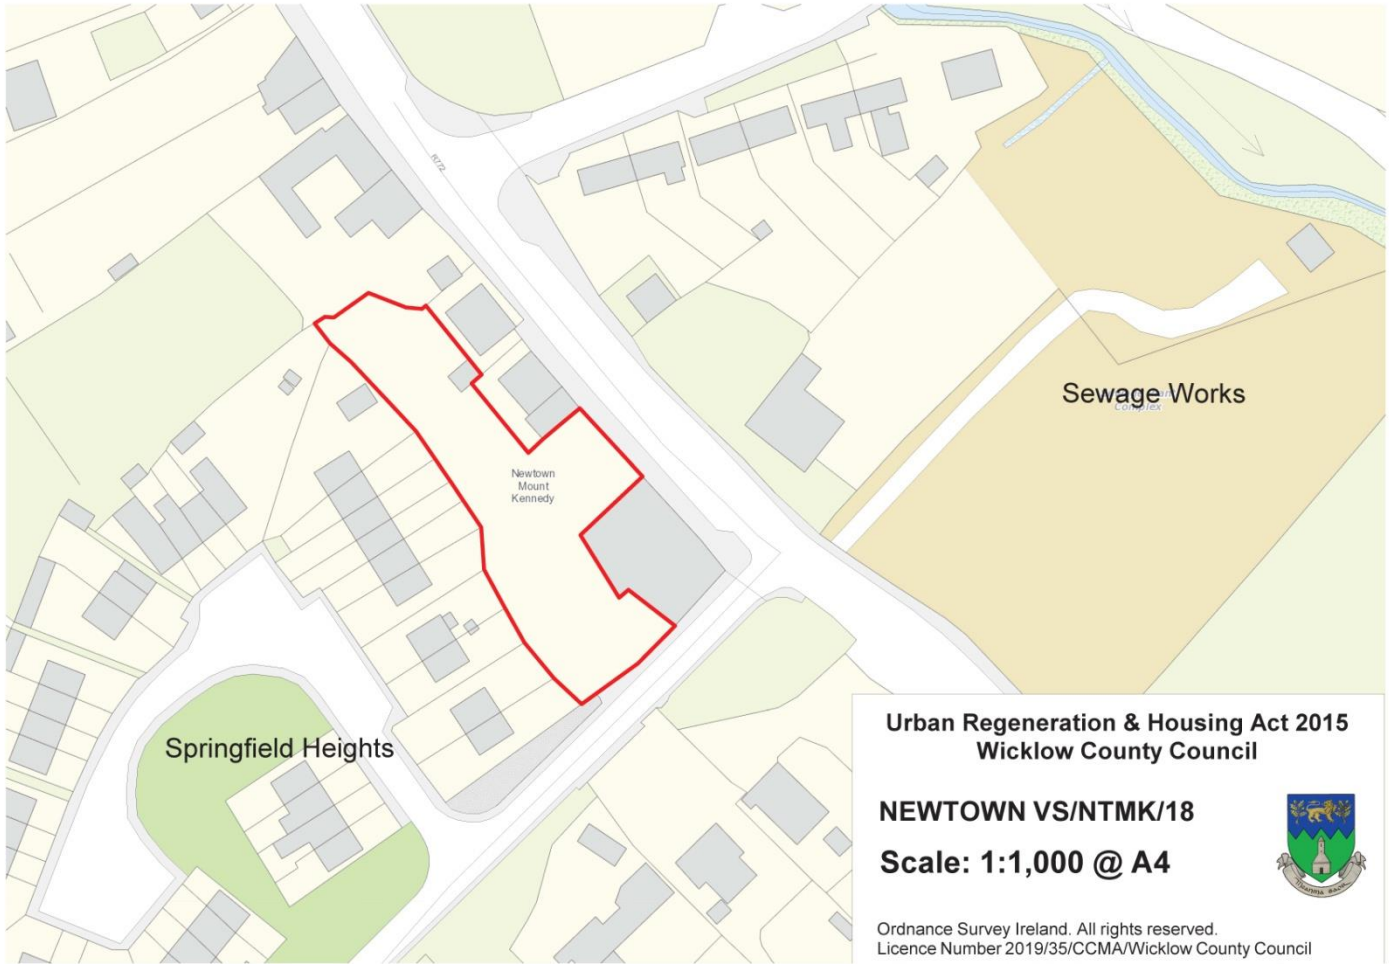 R772
Newtown
Mount
Kennedy
Sewage Works
Complex
Springfield Heights
Urban Regeneration & Housing Act 2015
Wicklow County Council
NEWTOWN VS/NTMK/18
Scale: 1:1,000 @ A4
Ordnance Survey Ireland. All rights reserved.
Licence Number 2019/35/CCMA/Wicklow County Council